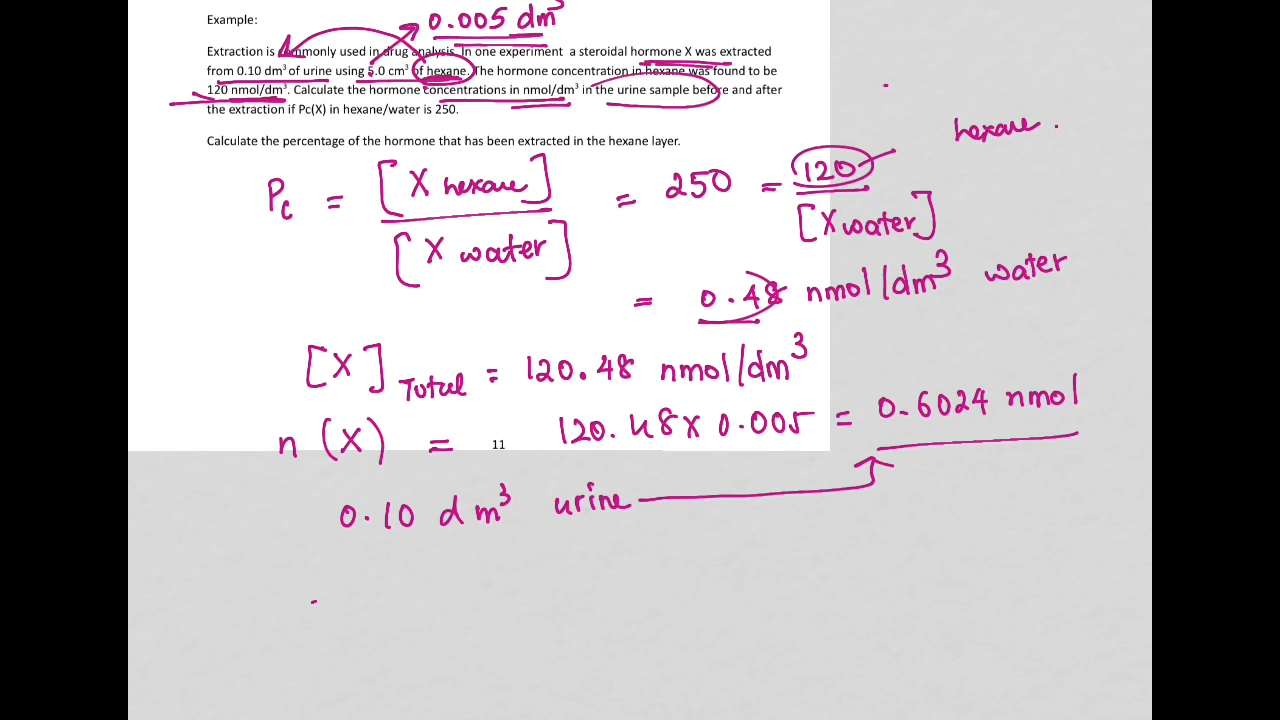 Example:
0.005 dm³
Extraction is commonly used in drug analysis. In one experiment a steroidal hormone X was extracted
from 0.10 dm³ of urine using 5.0 cm³ of hexane. The hormone concentration in hexane was found to be
120 nmol/dm³. Calculate the hormone concentrations in nmol/dm³ in the urine sample before and after
the extraction if Pc(X) in hexane/water is 250.
hexane.
Calculate the percentage of the hormone that has been extracted in the hexane layer.
Pc = [X hexane] / [X water] = 250 = 120 / [X water]
= 0.48 nmol/dm³ water
[X] Total = 120.48 nmol/dm³
n (X) = 120.48 x 0.005 = 0.6024 nmol
11
0.10 dm³ urine